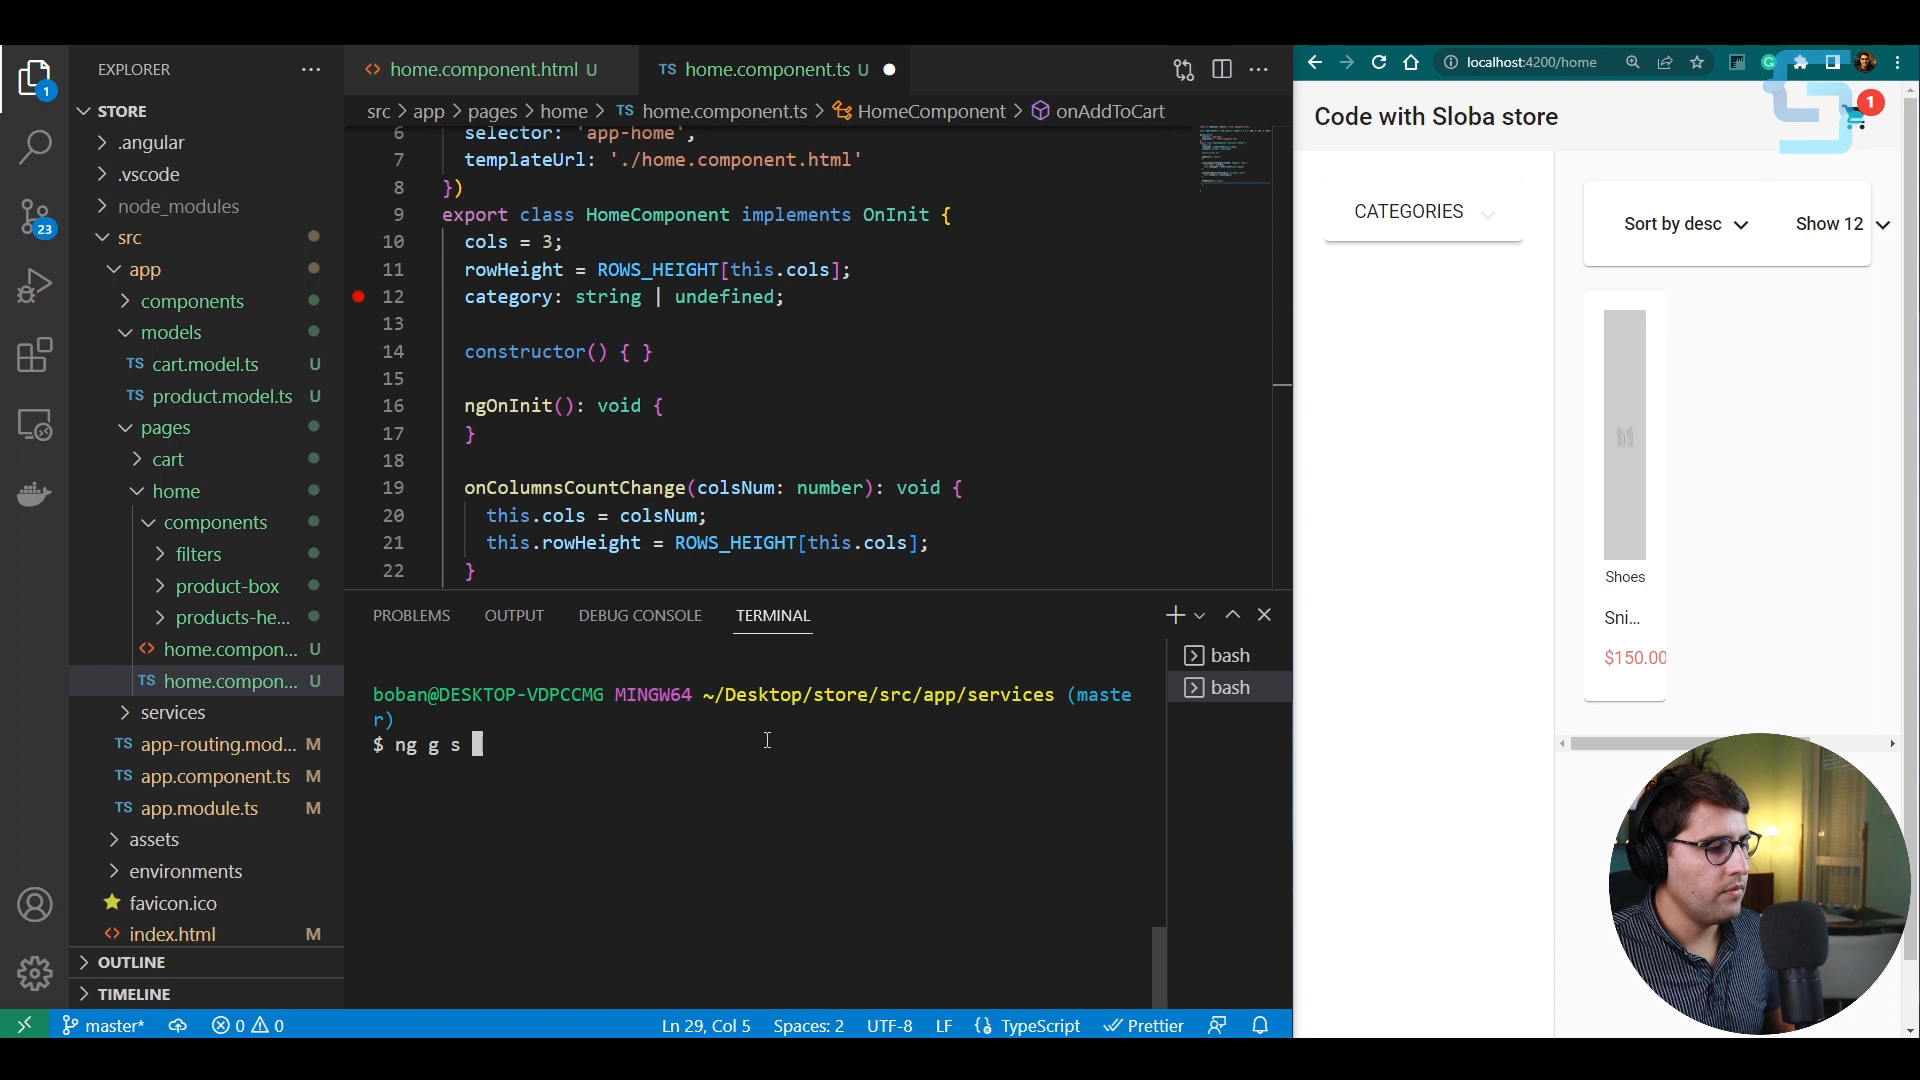 EXPLORER
STORE
.angular
.vscode
node_modules
src
app
components
models
TS cart.model.ts U
TS product.model.ts U
pages
cart
home
components
filters
product-box
products-he...
<> home.compon... U
TS home.compon... U
services
TS app-routing.mod... M
TS app.component.ts M
TS app.module.ts M
assets
environments
favicon.ico
<> index.html M
OUTLINE
TIMELINE
1
23
<> home.component.html U
TS home.component.ts U
src > app > pages > home > TS home.component.ts > HomeComponent > onAddToCart
6 selector: 'app-home',
7 templateUrl: './home.component.html'
8 })
9 export class HomeComponent implements OnInit {
10 cols = 3;
11 rowHeight = ROWS_HEIGHT[this.cols];
12 category: string | undefined;
13
14 constructor() { }
15
16 ngOnInit(): void {
17 }
18
19 onColumnsCountChange(colsNum: number): void {
20 this.cols = colsNum;
21 this.rowHeight = ROWS_HEIGHT[this.cols];
22 }
PROBLEMS OUTPUT DEBUG CONSOLE TERMINAL
bash
bash
boban@DESKTOP-VDPCCMG MINGW64 ~/Desktop/store/src/app/services (maste
r)
$ ng g s
master* 0 0 Ln 29, Col 5 Spaces: 2 UTF-8 LF TypeScript Prettier
localhost:4200/home
Code with Sloba store
1
CATEGORIES
Sort by desc Show 12
Shoes
Sni...
$150.00